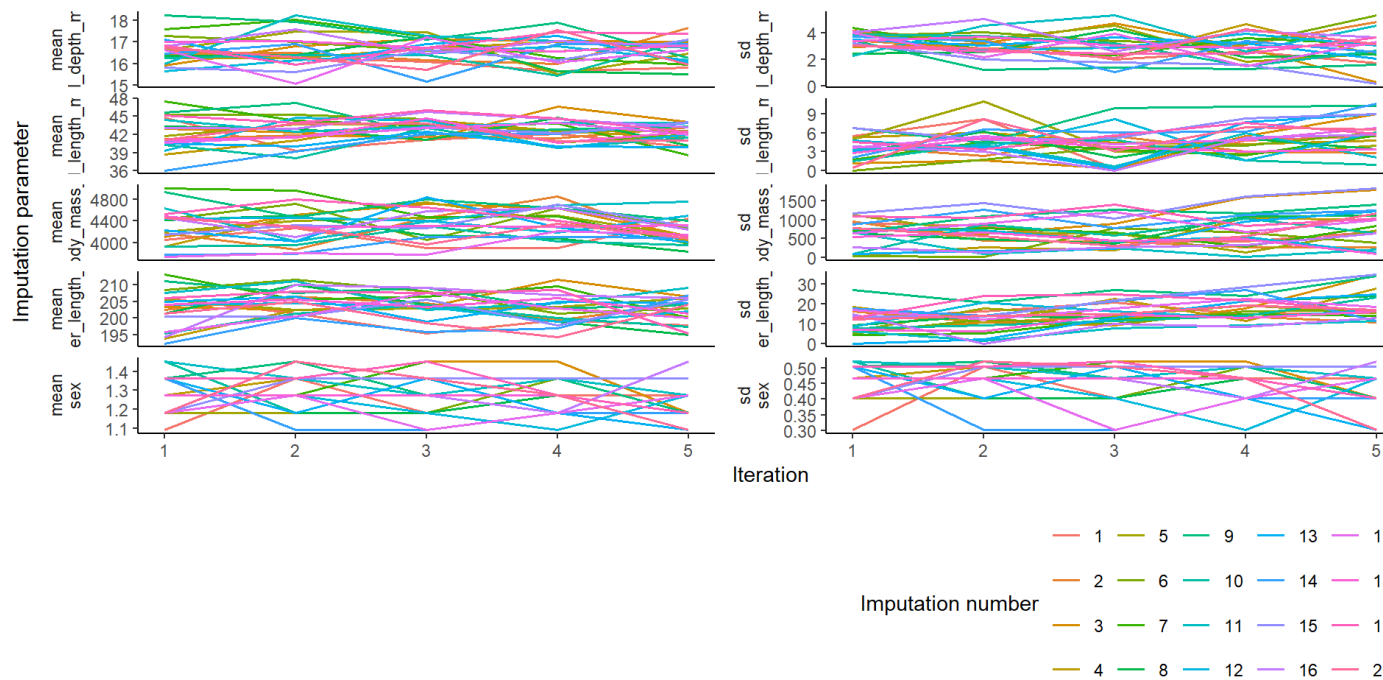 Imputation parameter
mean
l_depth_m
18
17
16
15
mean
l_length_m
48
45
42
39
36
mean
ody_mass_
4800
4400
4000
mean
er_length_
210
205
200
195
mean
sex
1.4
1.3
1.2
1.1
1 2 3 4 5
sd
l_depth_m
4
2
0
sd
l_length_m
9
6
3
0
sd
ody_mass_
1500
1000
500
0
sd
er_length_
30
20
10
0
sd
sex
0.50
0.45
0.40
0.35
0.30
1 2 3 4 5
Iteration
Imputation number
1 5 9 13 1
2 6 10 14 1
3 7 11 15 1
4 8 12 16 2